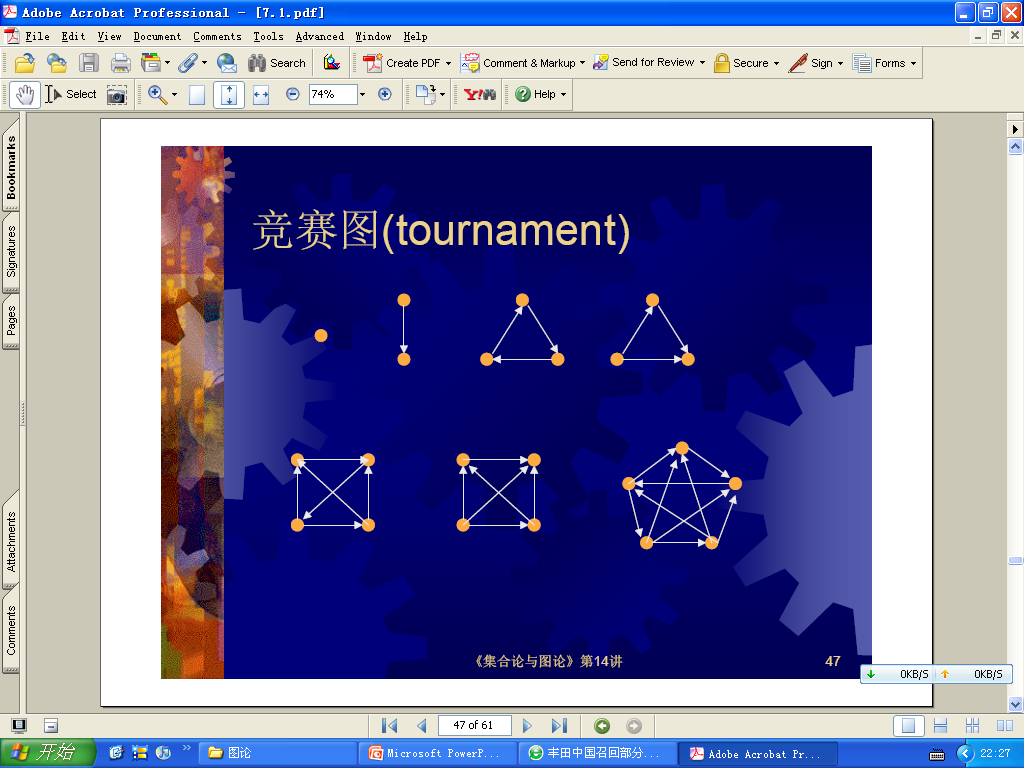 Adobe Acrobat Professional - [7.1.pdf]
File Edit View Document Comments Tools Advanced Window Help
Search Create PDF Comment & Markup Send for Review Secure Sign Forms
Select 74% Y! Help
Bookmarks
Signatures
Pages
Attachments
Comments
竞赛图(tournament)
《集合论与图论》第14讲
47
0KB/S 0KB/S
47 of 61
开始 图论 Microsoft PowerP... 丰田中国召回部分... Adobe Acrobat Pr... 22:27